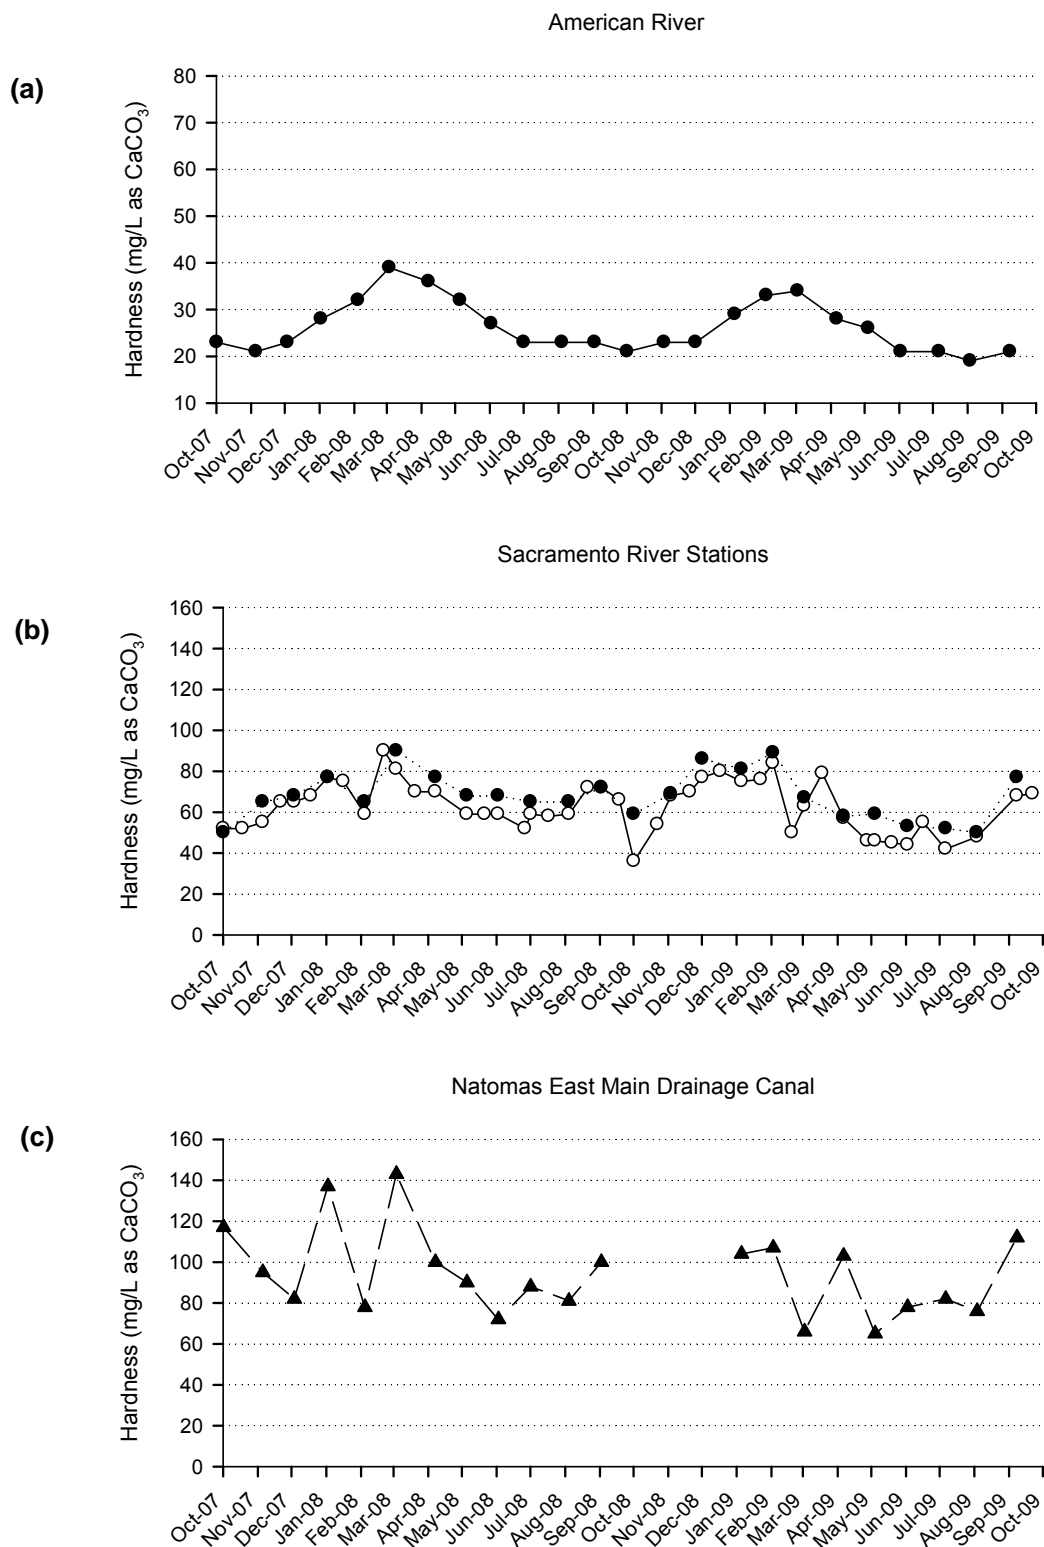 American River
(a)
Hardness (mg/L as CaCO₃)
80
70
60
50
40
30
20
10
Oct-07
Nov-07
Dec-07
Jan-08
Feb-08
Mar-08
Apr-08
May-08
Jun-08
Jul-08
Aug-08
Sep-08
Oct-08
Nov-08
Dec-08
Jan-09
Feb-09
Mar-09
Apr-09
May-09
Jun-09
Jul-09
Aug-09
Sep-09
Oct-09
Sacramento River Stations
(b)
Hardness (mg/L as CaCO₃)
160
140
120
100
80
60
40
20
0
Oct-07
Nov-07
Dec-07
Jan-08
Feb-08
Mar-08
Apr-08
May-08
Jun-08
Jul-08
Aug-08
Sep-08
Oct-08
Nov-08
Dec-08
Jan-09
Feb-09
Mar-09
Apr-09
May-09
Jun-09
Jul-09
Aug-09
Sep-09
Oct-09
Natomas East Main Drainage Canal
(c)
Hardness (mg/L as CaCO₃)
160
140
120
100
80
60
40
20
0
Oct-07
Nov-07
Dec-07
Jan-08
Feb-08
Mar-08
Apr-08
May-08
Jun-08
Jul-08
Aug-08
Sep-08
Oct-08
Nov-08
Dec-08
Jan-09
Feb-09
Mar-09
Apr-09
May-09
Jun-09
Jul-09
Aug-09
Sep-09
Oct-09